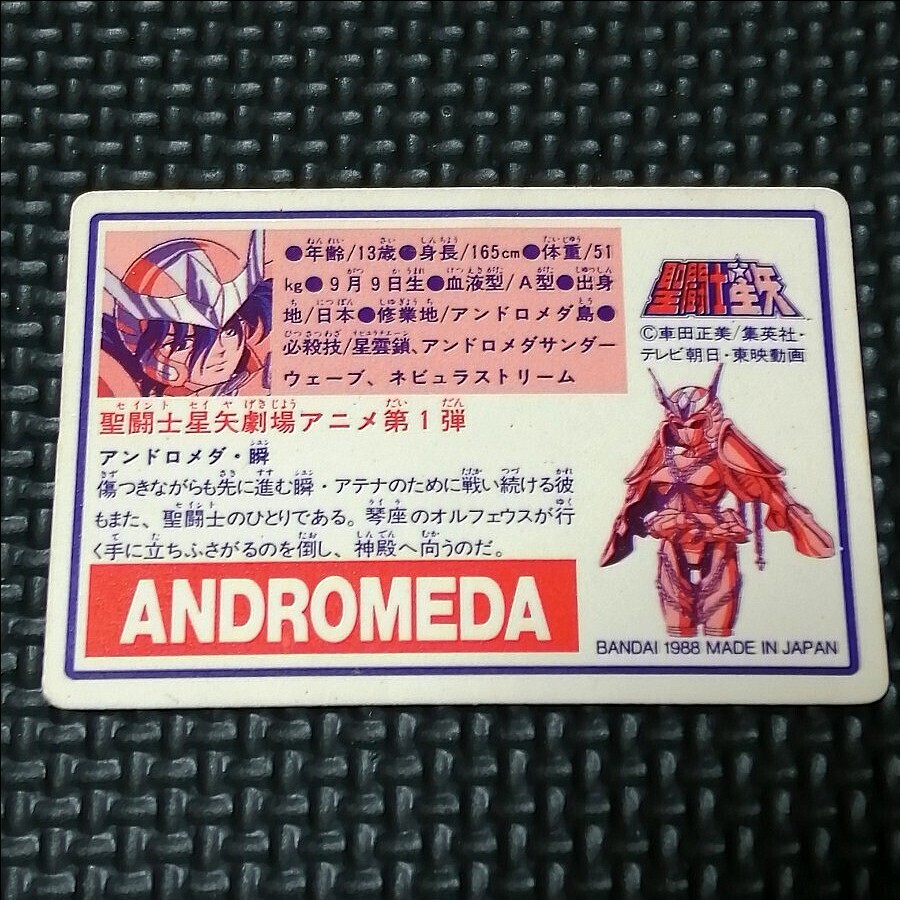 ●年齢/13歳●身長/165cm●体重/51
kg●9月9日生●血液型/A型●出身
地/日本●修業地/アンドロメダ島●
必殺技/星雲鎖、アンドロメダサンダー
ウェーブ、ネビュラストリーム
聖闘士星矢
©車田正美/集英社・
テレビ朝日・東映動画
聖闘士星矢劇場アニメ第1弾
アンドロメダ・瞬
傷つきながらも先に進む瞬・アテナのために戦い続ける彼
もまた、聖闘士のひとりである。琴座のオルフェウスが行
く手に立ちふさがるのを倒し、神殿へ向うのだ。
ANDROMEDA
BANDAI 1988 MADE IN JAPAN